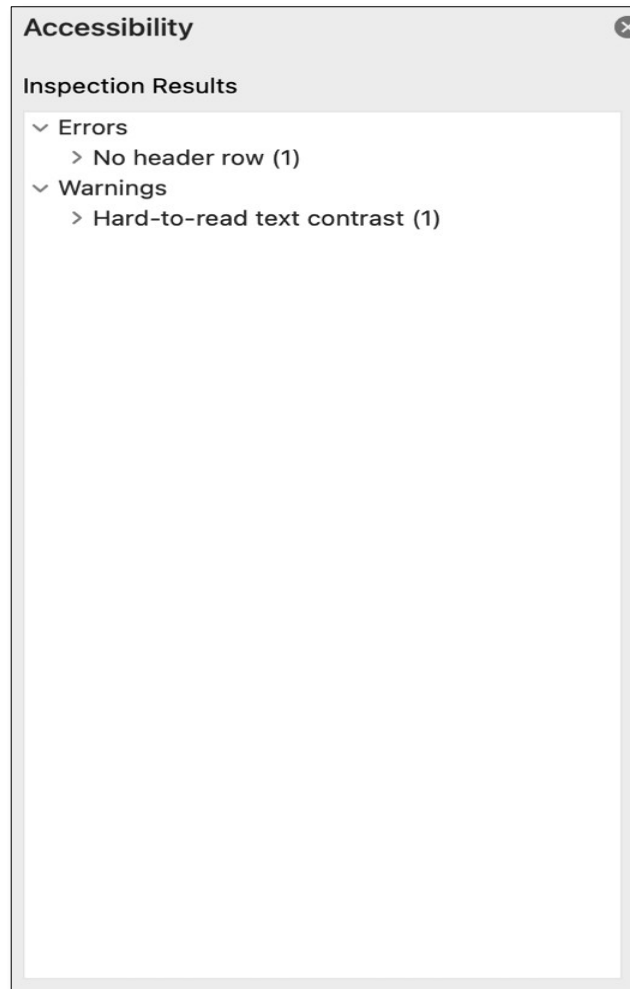 Accessibility
Inspection Results
Errors
No header row (1)
Warnings
Hard-to-read text contrast (1)